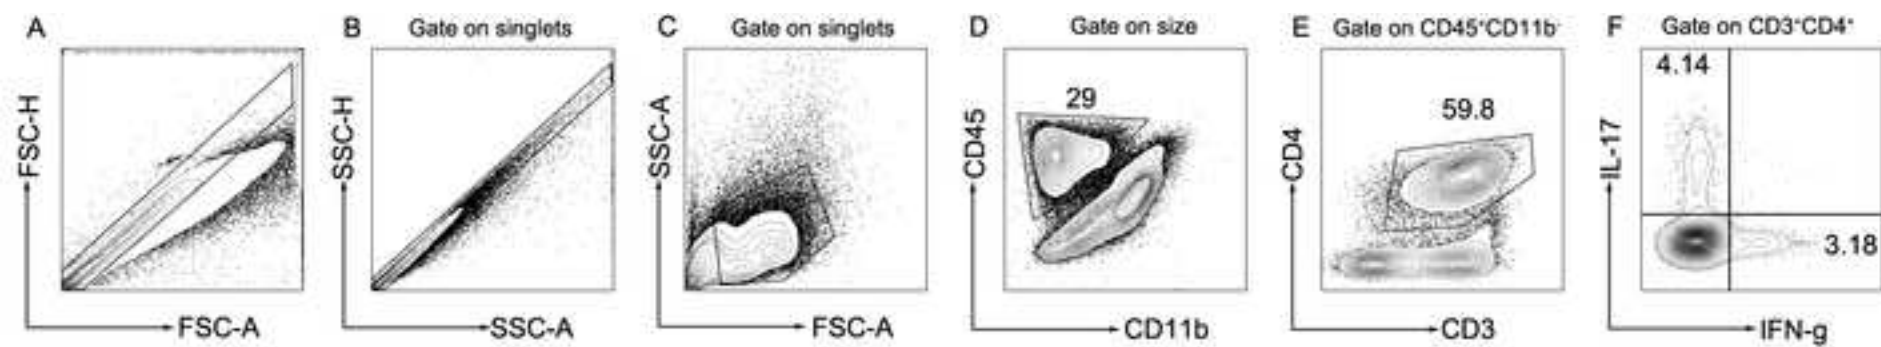 A
FSC-H
FSC-A
B
Gate on singlets
SSC-H
SSC-A
C
Gate on singlets
SSC-A
FSC-A
D
Gate on size
29
CD45
CD11b
E
Gate on CD45⁺CD11b⁻
59.8
CD4
CD3
F
Gate on CD3⁺CD4⁺
4.14
IL-17
3.18
IFN-g